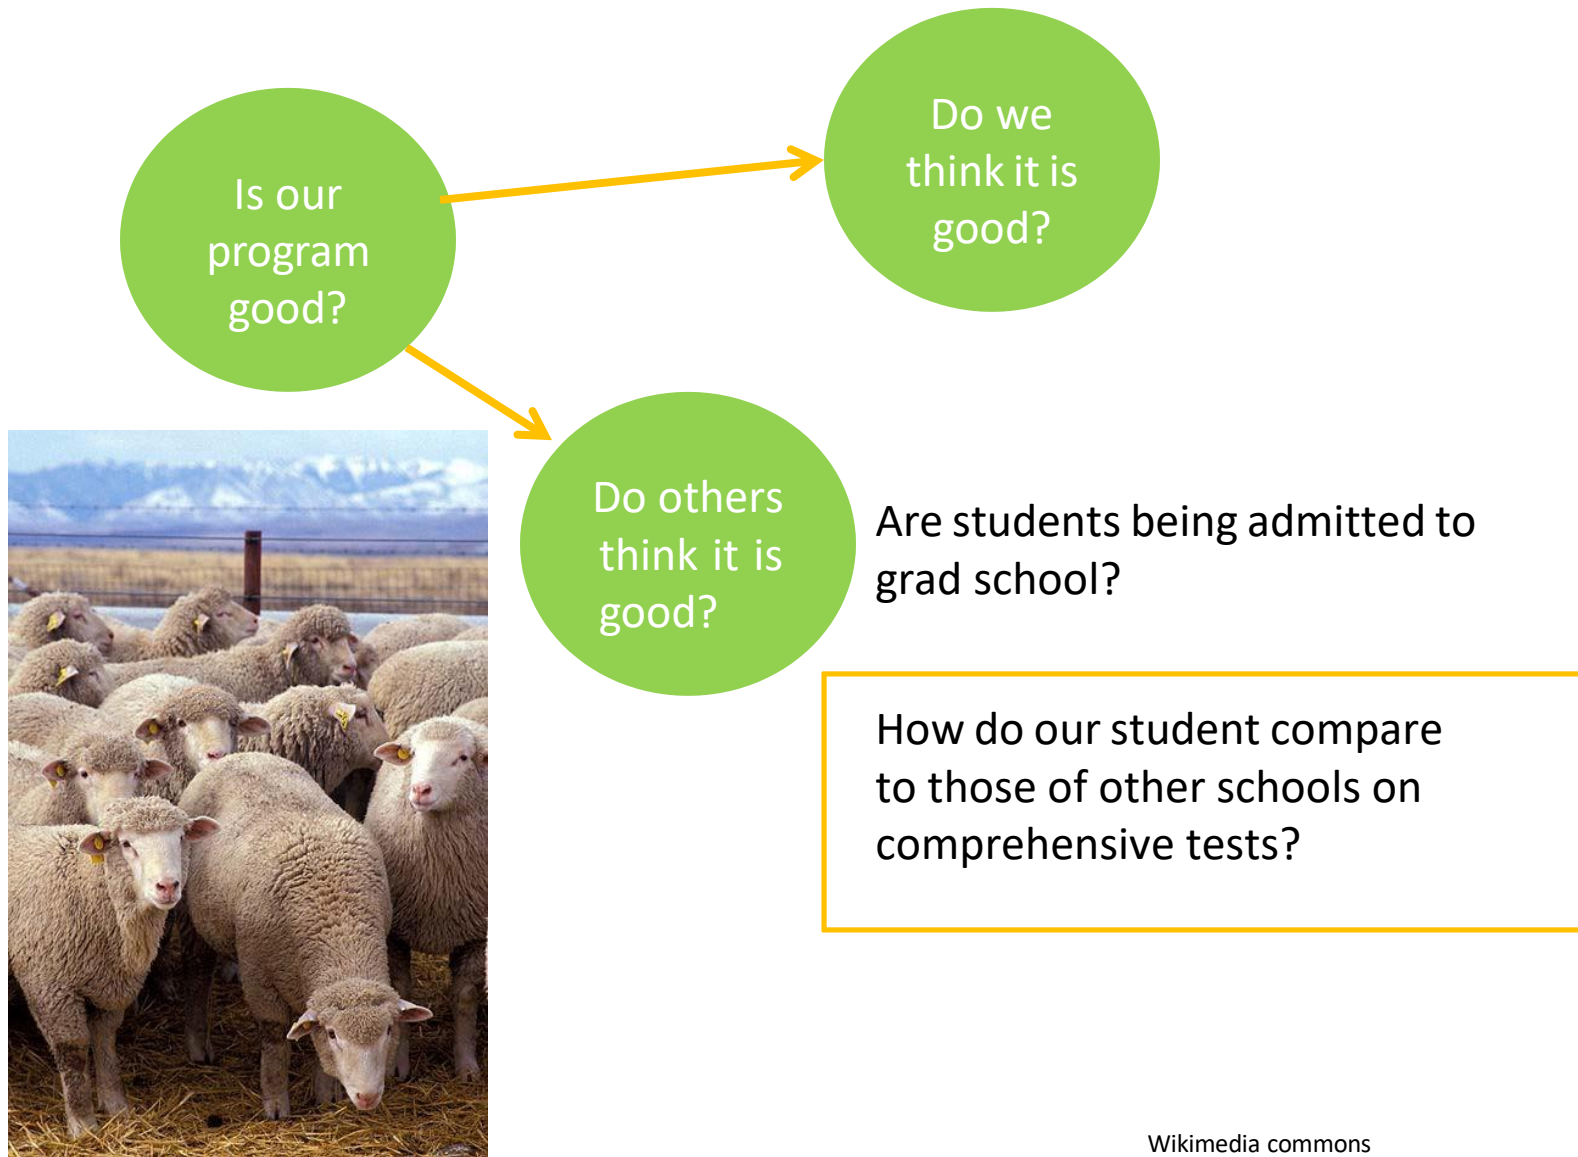 Is our
program
good?
Do we
think it is
good?
Do others
think it is
good?
Are students being admitted to
grad school?
How do our student compare
to those of other schools on
comprehensive tests?
Wikimedia commons